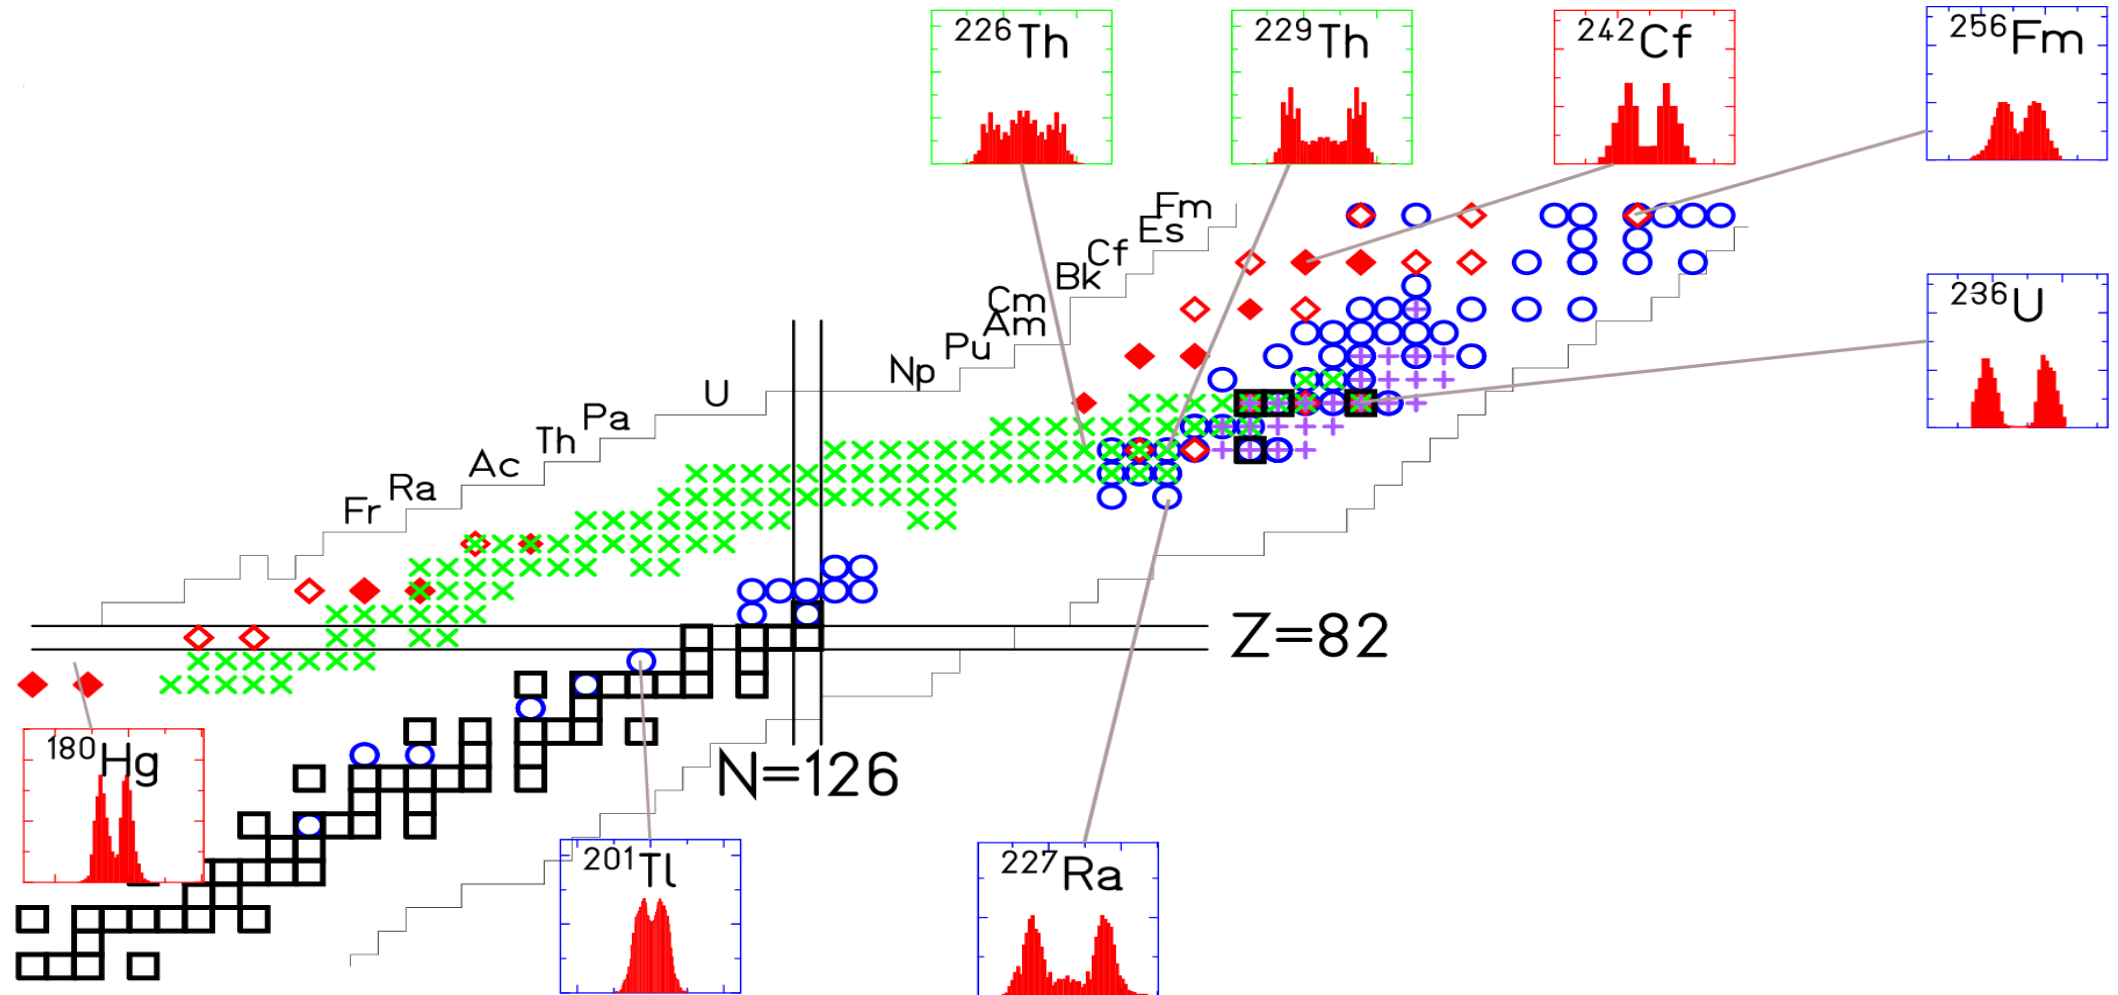 226Th
229Th
242Cf
256Fm
Fm
Es
Cf
Bk
Cm
Am
236U
Pu
Np
U
Pa
Th
Ac
Ra
Fr
Z=82
180Hg
N=126
201Tl
227Ra